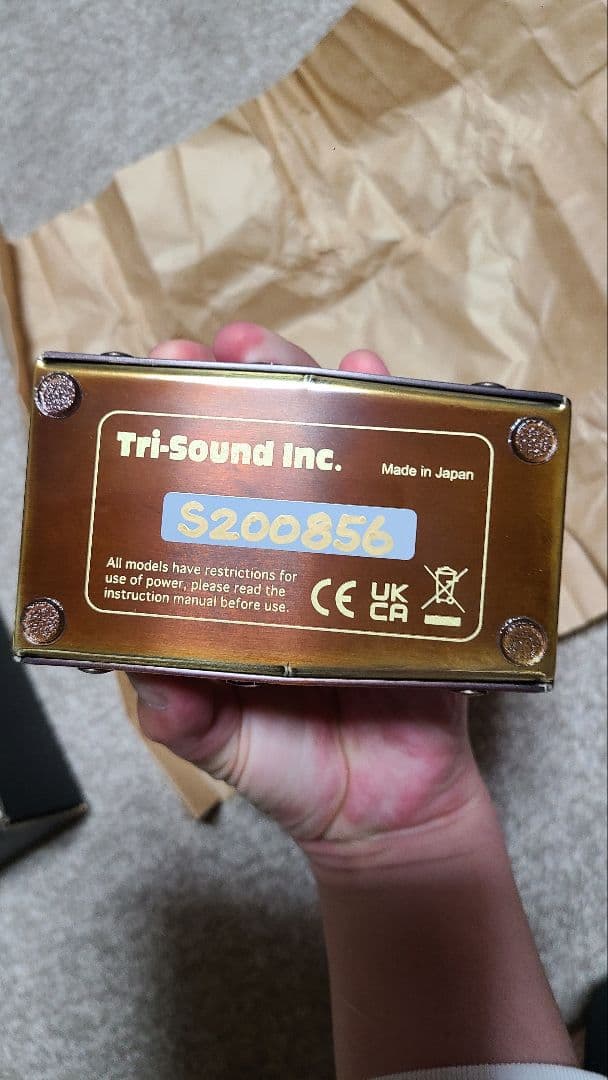 Tri-Sound Inc.
Made in Japan
S200856
All models have restrictions for
use of power, please read the
instruction manual before use.
CE
UK
CA